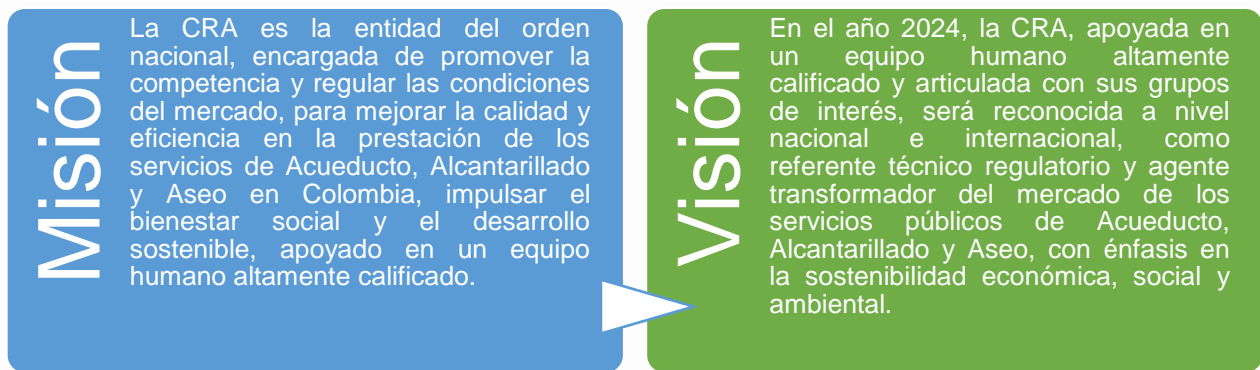 Misión
La CRA es la entidad del orden
nacional, encargada de promover la
competencia y regular las condiciones
del mercado, para mejorar la calidad y
eficiencia en la prestación de los
servicios de Acueducto, Alcantarillado
y Aseo en Colombia, impulsar el
bienestar social y el desarrollo
sostenible, apoyado en un equipo
humano altamente calificado.
Visión
En el año 2024, la CRA, apoyada en
un equipo humano altamente
calificado y articulada con sus grupos
de interés, será reconocida a nivel
nacional e internacional, como
referente técnico regulatorio y agente
transformador del mercado de los
servicios públicos de Acueducto,
Alcantarillado y Aseo, con énfasis en
la sostenibilidad económica, social y
ambiental.